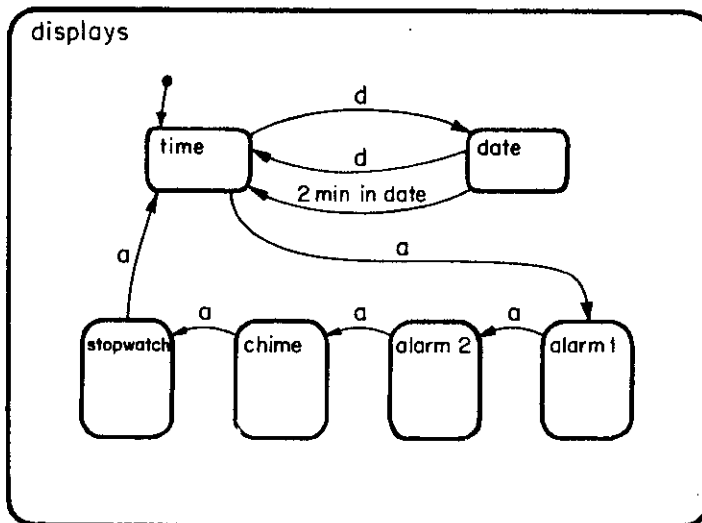 displays
d
time
date
d
2 min in date
a
a
a
a
a
stopwatch
chime
alarm 2
alarm 1